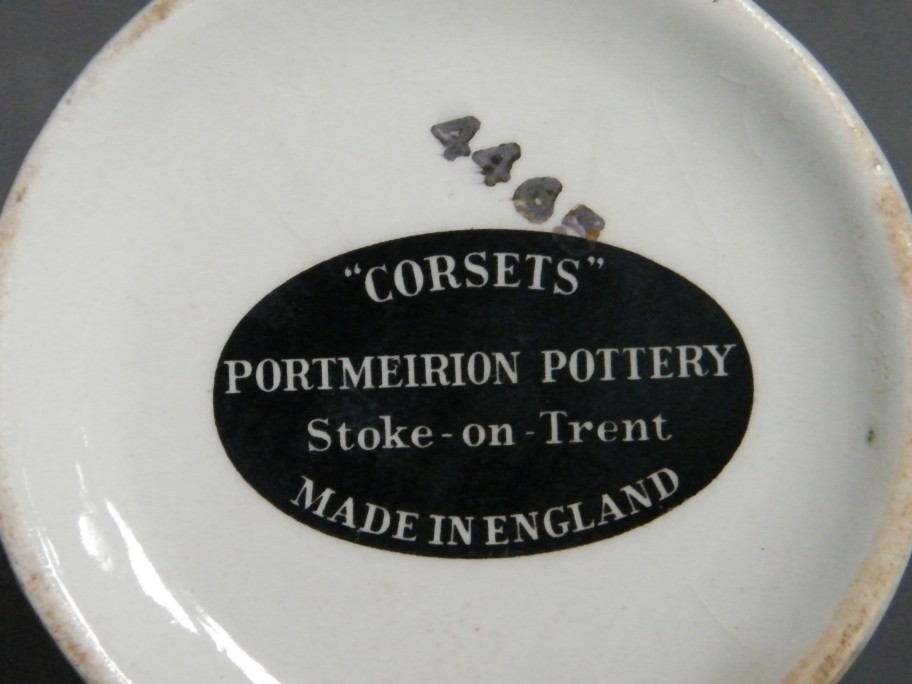 “CORSETS”
PORTMEIRION POTTERY
Stoke-on-Trent
MADE IN ENGLAND